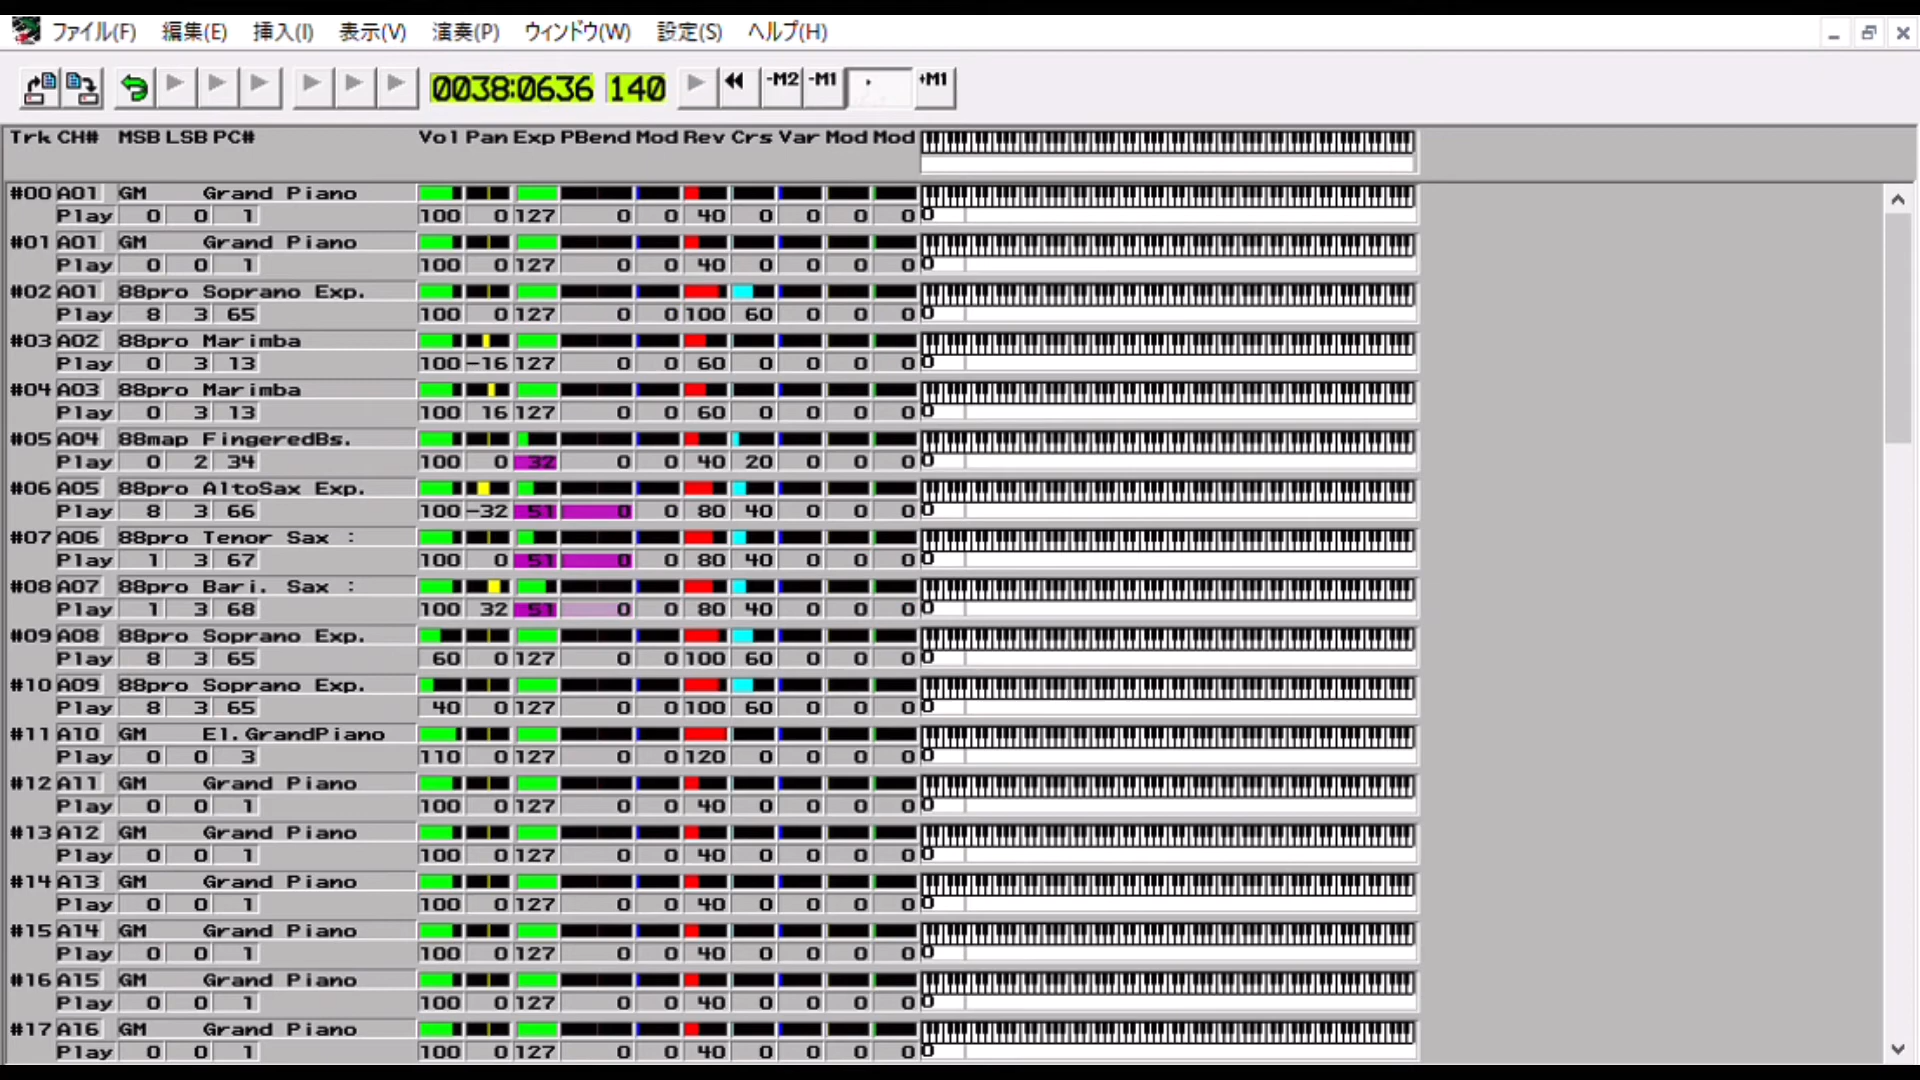 ファイル(F) 編集(E) 挿入(I) 表示(V) 演奏(P) ウィンドウ(W) 設定(S) ヘルプ(H)
0038:0636 140 -M2 -M1 +M1
Trk CH# MSB LSB PC# Vol Pan Exp PBend Mod Rev Crs Var Mod Mod
#00 A01 GM Grand Piano
Play 0 0 1 100 0 127 0 0 40 0 0 0 0 0
#01 A01 GM Grand Piano
Play 0 0 1 100 0 127 0 0 40 0 0 0 0 0
#02 A01 88pro Soprano Exp.
Play 8 3 65 100 0 127 0 0 100 60 0 0 0 0
#03 A02 88pro Marimba
Play 0 3 13 100 -16 127 0 0 60 0 0 0 0 0
#04 A03 88pro Marimba
Play 0 3 13 100 16 127 0 0 60 0 0 0 0 0
#05 A04 88map FingeredBs.
Play 0 2 34 100 0 32 0 0 40 20 0 0 0 0
#06 A05 88pro AltoSax Exp.
Play 8 3 66 100 -32 51 0 0 80 40 0 0 0 0
#07 A06 88pro Tenor Sax :
Play 1 3 67 100 0 51 0 0 80 40 0 0 0 0
#08 A07 88pro Bari. Sax :
Play 1 3 68 100 32 51 0 0 80 40 0 0 0 0
#09 A08 88pro Soprano Exp.
Play 8 3 65 60 0 127 0 0 100 60 0 0 0 0
#10 A09 88pro Soprano Exp.
Play 8 3 65 40 0 127 0 0 100 60 0 0 0 0
#11 A10 GM El.GrandPiano
Play 0 0 3 110 0 127 0 0 120 0 0 0 0 0
#12 A11 GM Grand Piano
Play 0 0 1 100 0 127 0 0 40 0 0 0 0 0
#13 A12 GM Grand Piano
Play 0 0 1 100 0 127 0 0 40 0 0 0 0 0
#14 A13 GM Grand Piano
Play 0 0 1 100 0 127 0 0 40 0 0 0 0 0
#15 A14 GM Grand Piano
Play 0 0 1 100 0 127 0 0 40 0 0 0 0 0
#16 A15 GM Grand Piano
Play 0 0 1 100 0 127 0 0 40 0 0 0 0 0
#17 A16 GM Grand Piano
Play 0 0 1 100 0 127 0 0 40 0 0 0 0 0